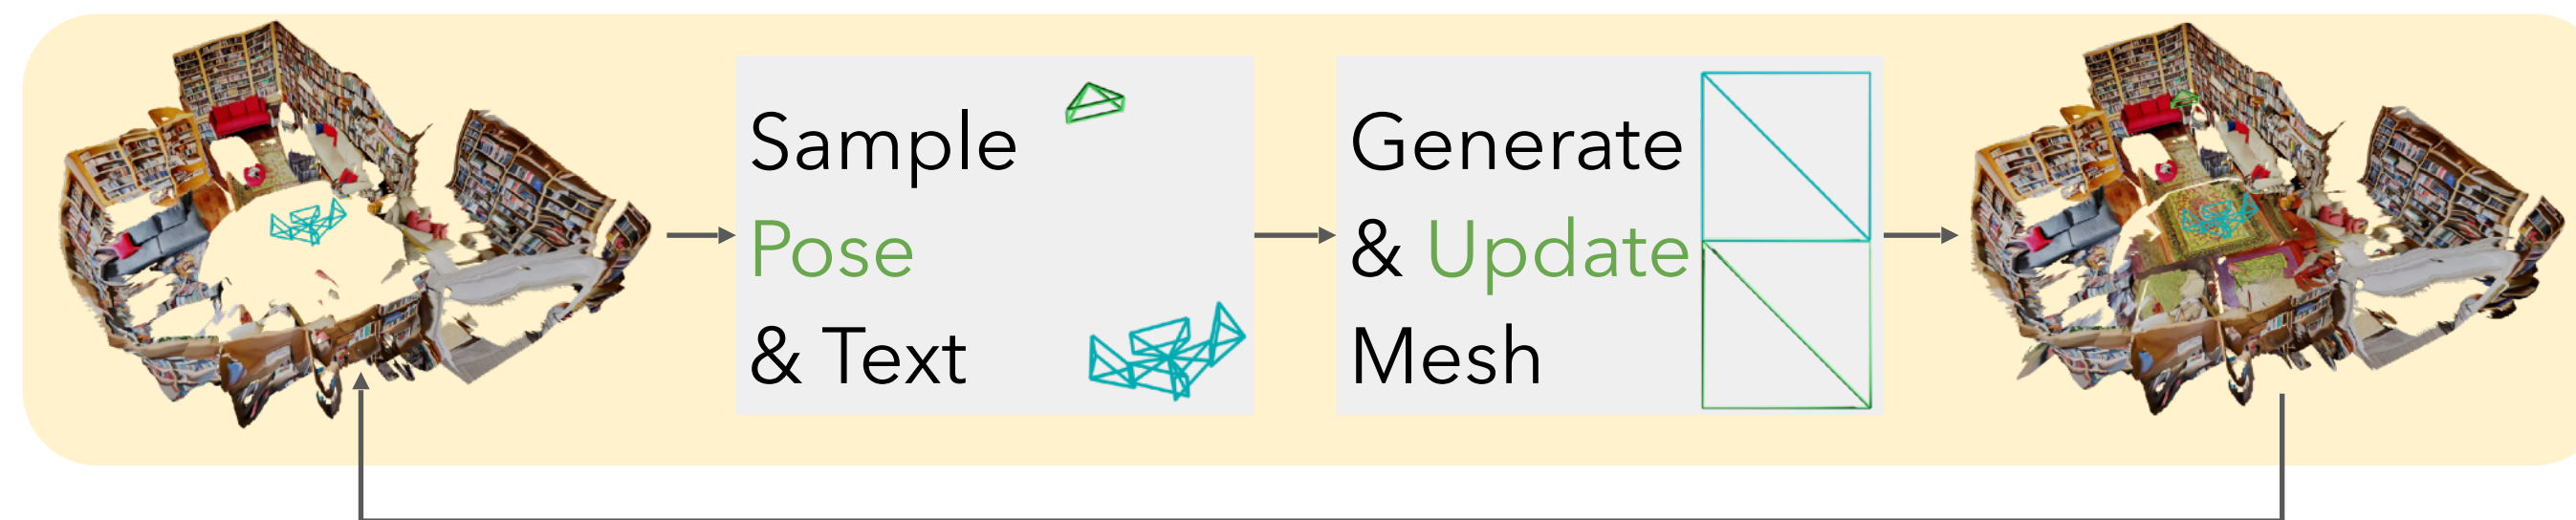 Sample
Pose
& Text
Generate
& Update
Mesh